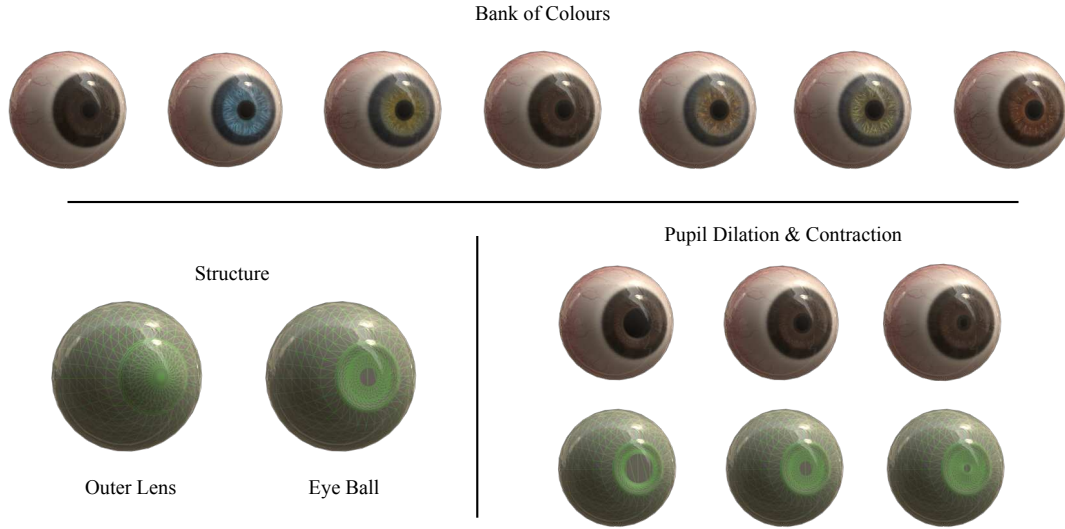 Bank of Colours
Pupil Dilation & Contraction
Structure
Outer Lens
Eye Ball